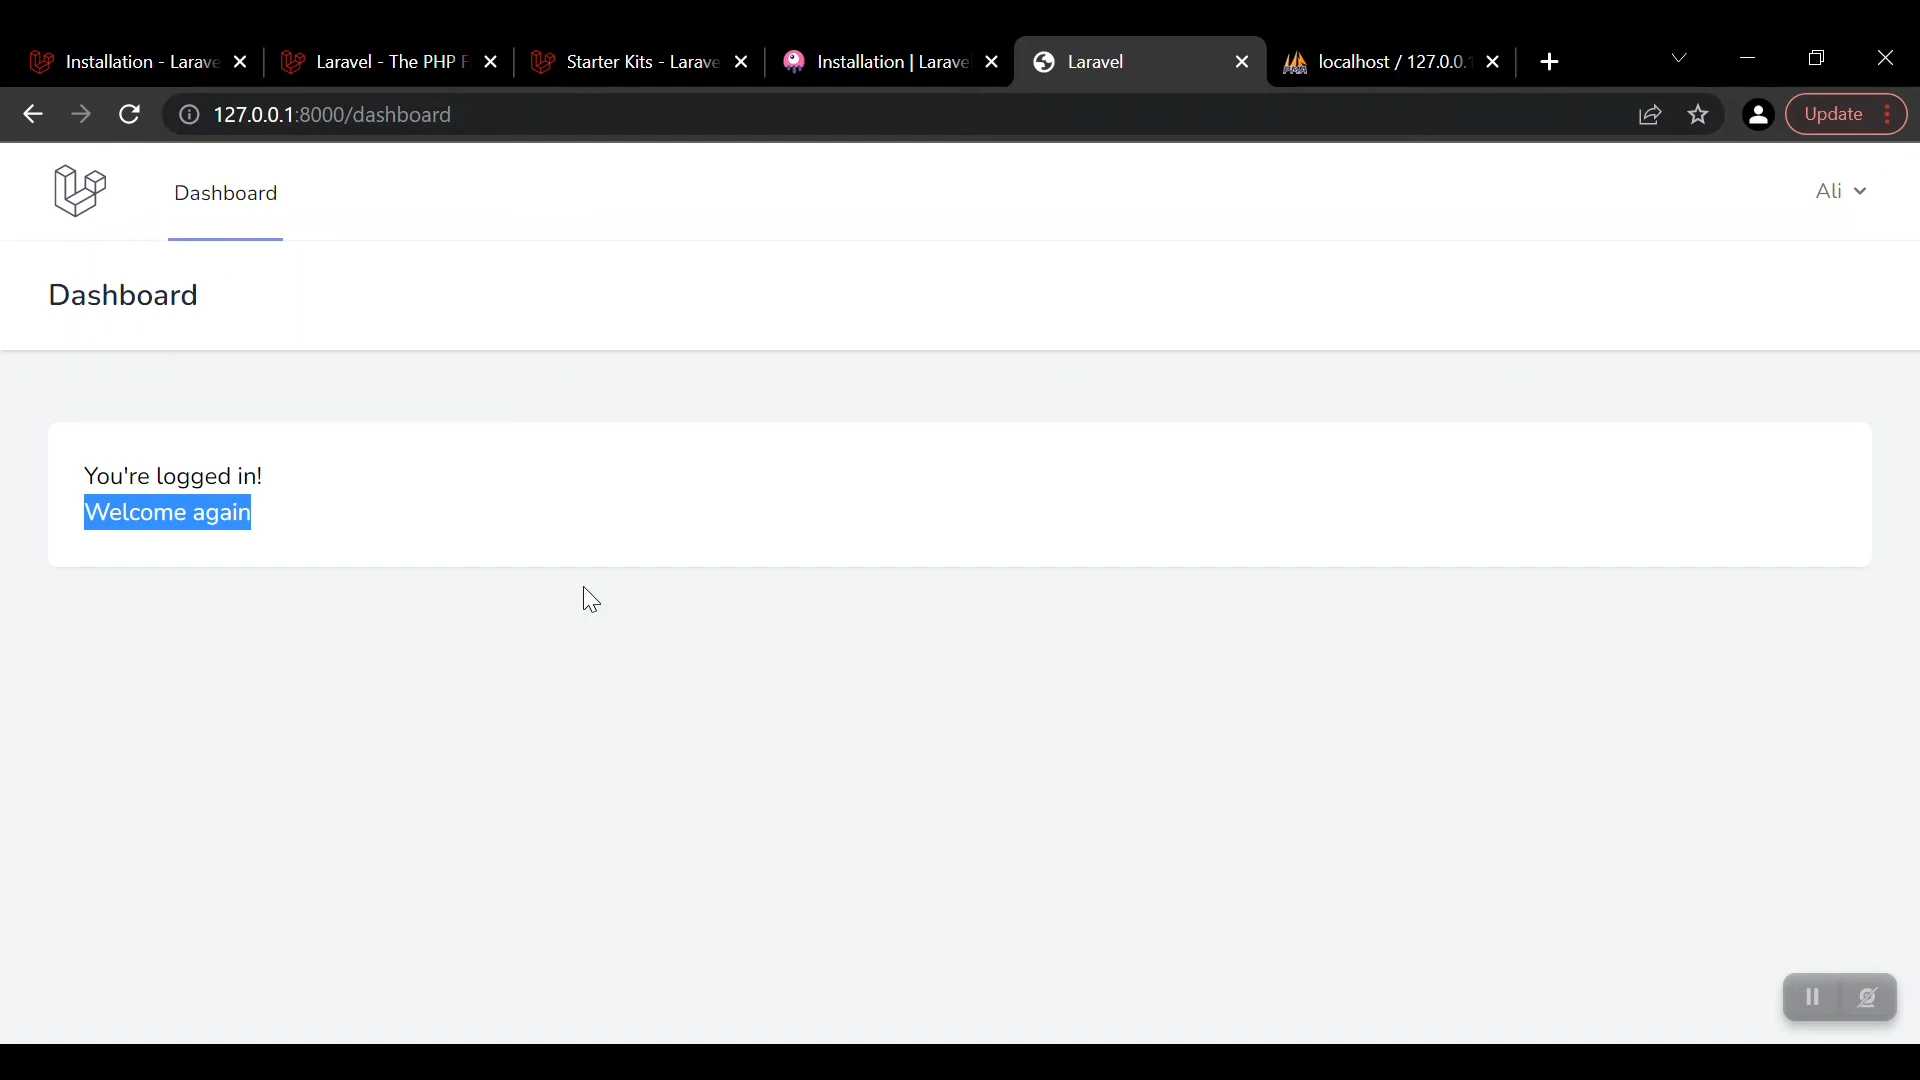 Installation - Larave
Laravel - The PHP F
Starter Kits - Larave
Installation | Larave
Laravel
localhost / 127.0.0.1
127.0.0.1:8000/dashboard
Update
Dashboard
Ali
Dashboard
You're logged in!
Welcome again